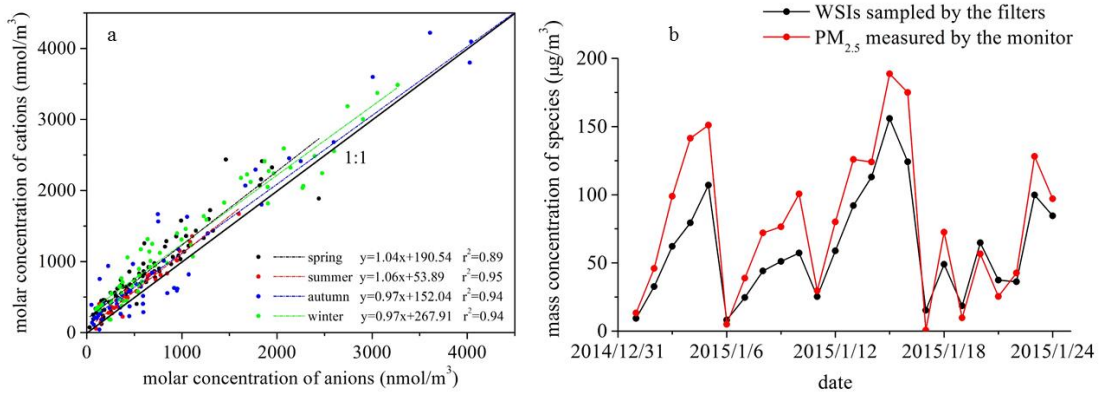 a
molar concentration of cations (nmol/m³)
4000
3000
2000
1000
0
1:1
spring y=1.04x+190.54 r²=0.89
summer y=1.06x+53.89 r²=0.95
autumn y=0.97x+152.04 r²=0.94
winter y=0.97x+267.91 r²=0.94
0 1000 2000 3000 4000
molar concentration of anions (nmol/m³)
b
WSIs sampled by the filters
PM₂.₅ measured by the monitor
mass concentration of species (μg/m³)
200
150
100
50
0
2014/12/31 2015/1/6 2015/1/12 2015/1/18 2015/1/24
date